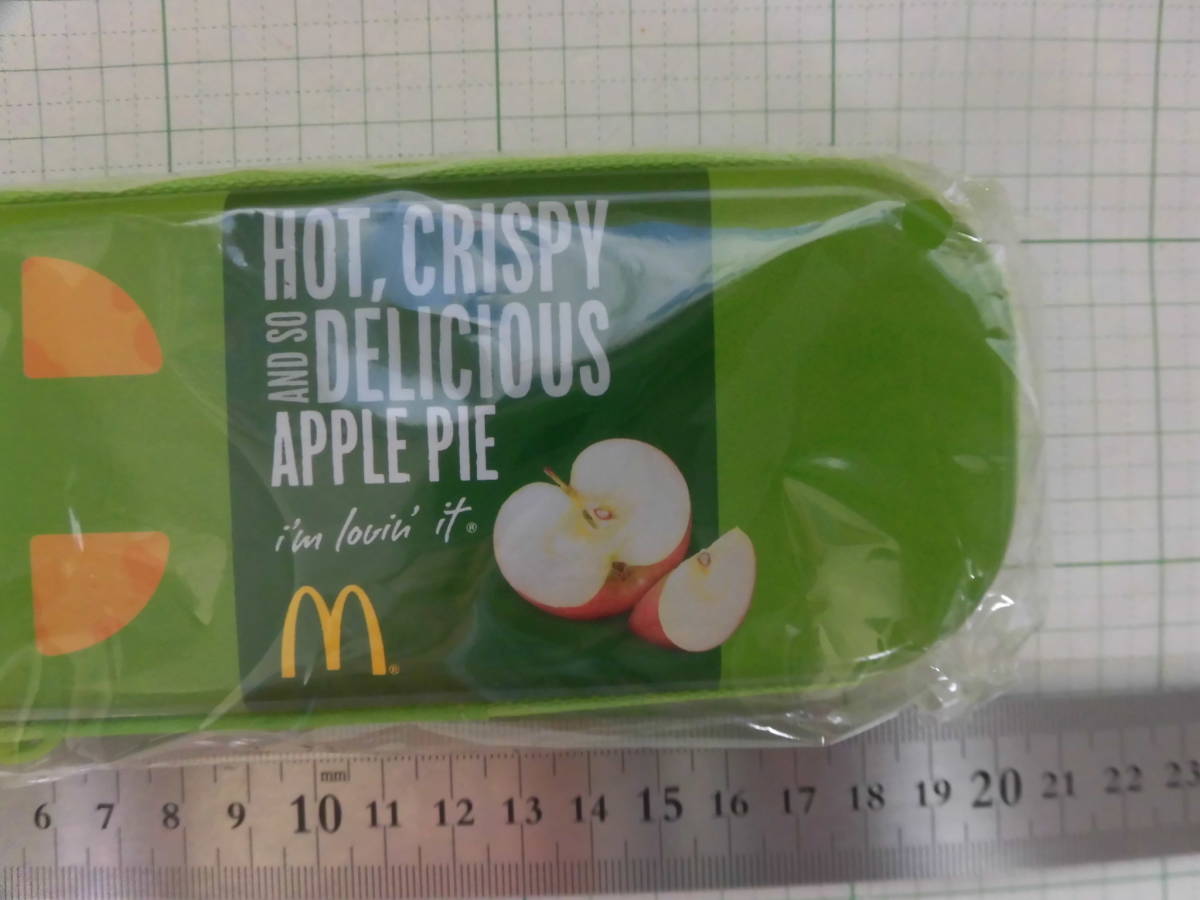 HOT, CRISPY
AND SO DELICIOUS
APPLE PIE
i'm lovin' it®
M®
mm
6 7 8 9 10 11 12 13 14 15 16 17 18 19 20 21 22 23